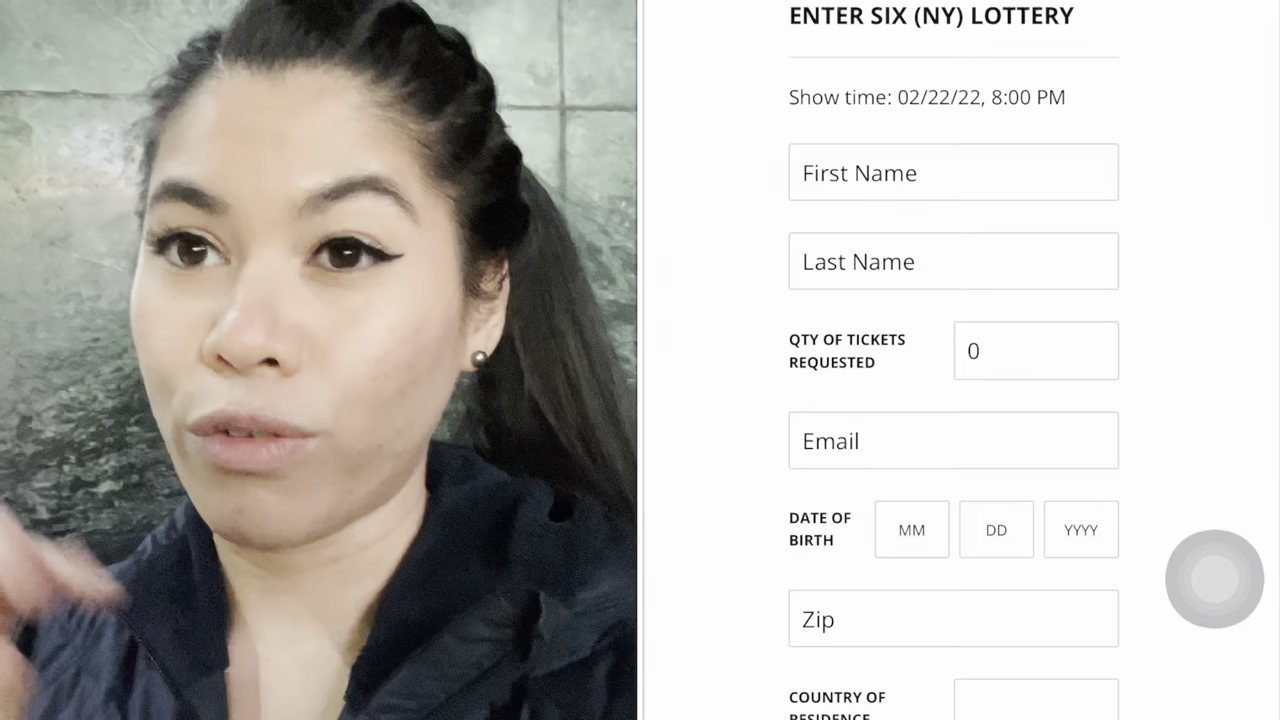 ENTER SIX (NY) LOTTERY
Show time: 02/22/22, 8:00 PM
First Name
Last Name
QTY OF TICKETS
REQUESTED
0
Email
DATE OF
BIRTH
MM
DD
YYYY
Zip
COUNTRY OF
RESIDENCE